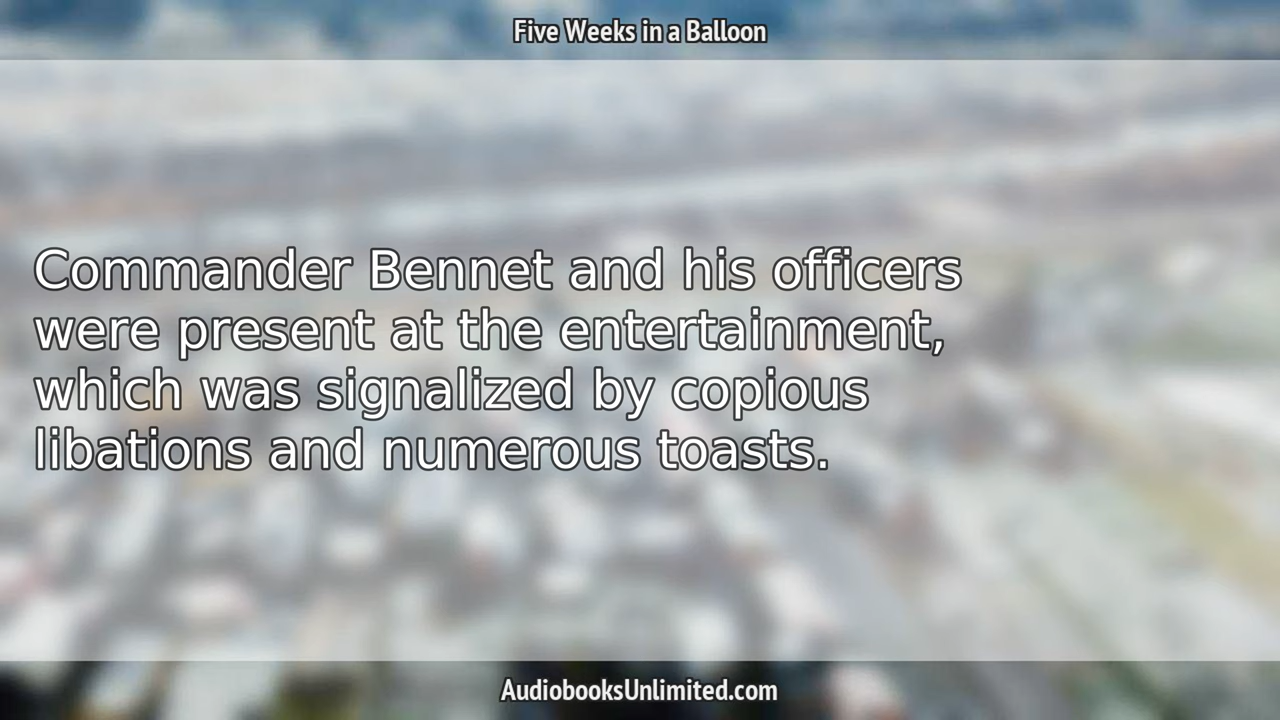 Five Weeks in a Balloon
Commander Bennet and his officers
were present at the entertainment,
which was signalized by copious
libations and numerous toasts.
AudiobooksUnlimited.com